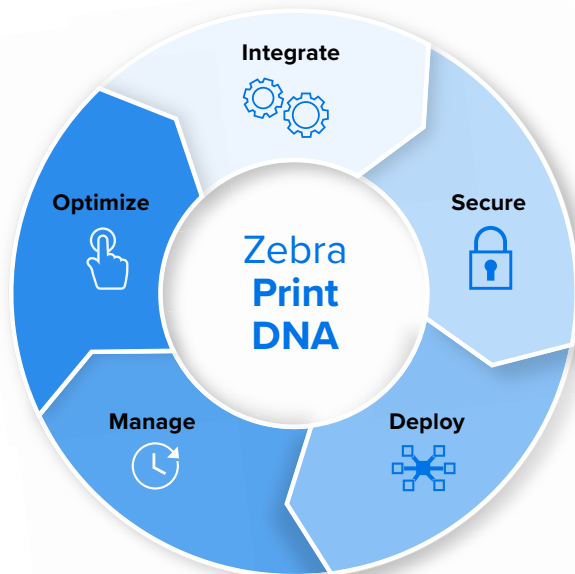 Integrate
Secure
Deploy
Manage
Optimize
Zebra
Print
DNA